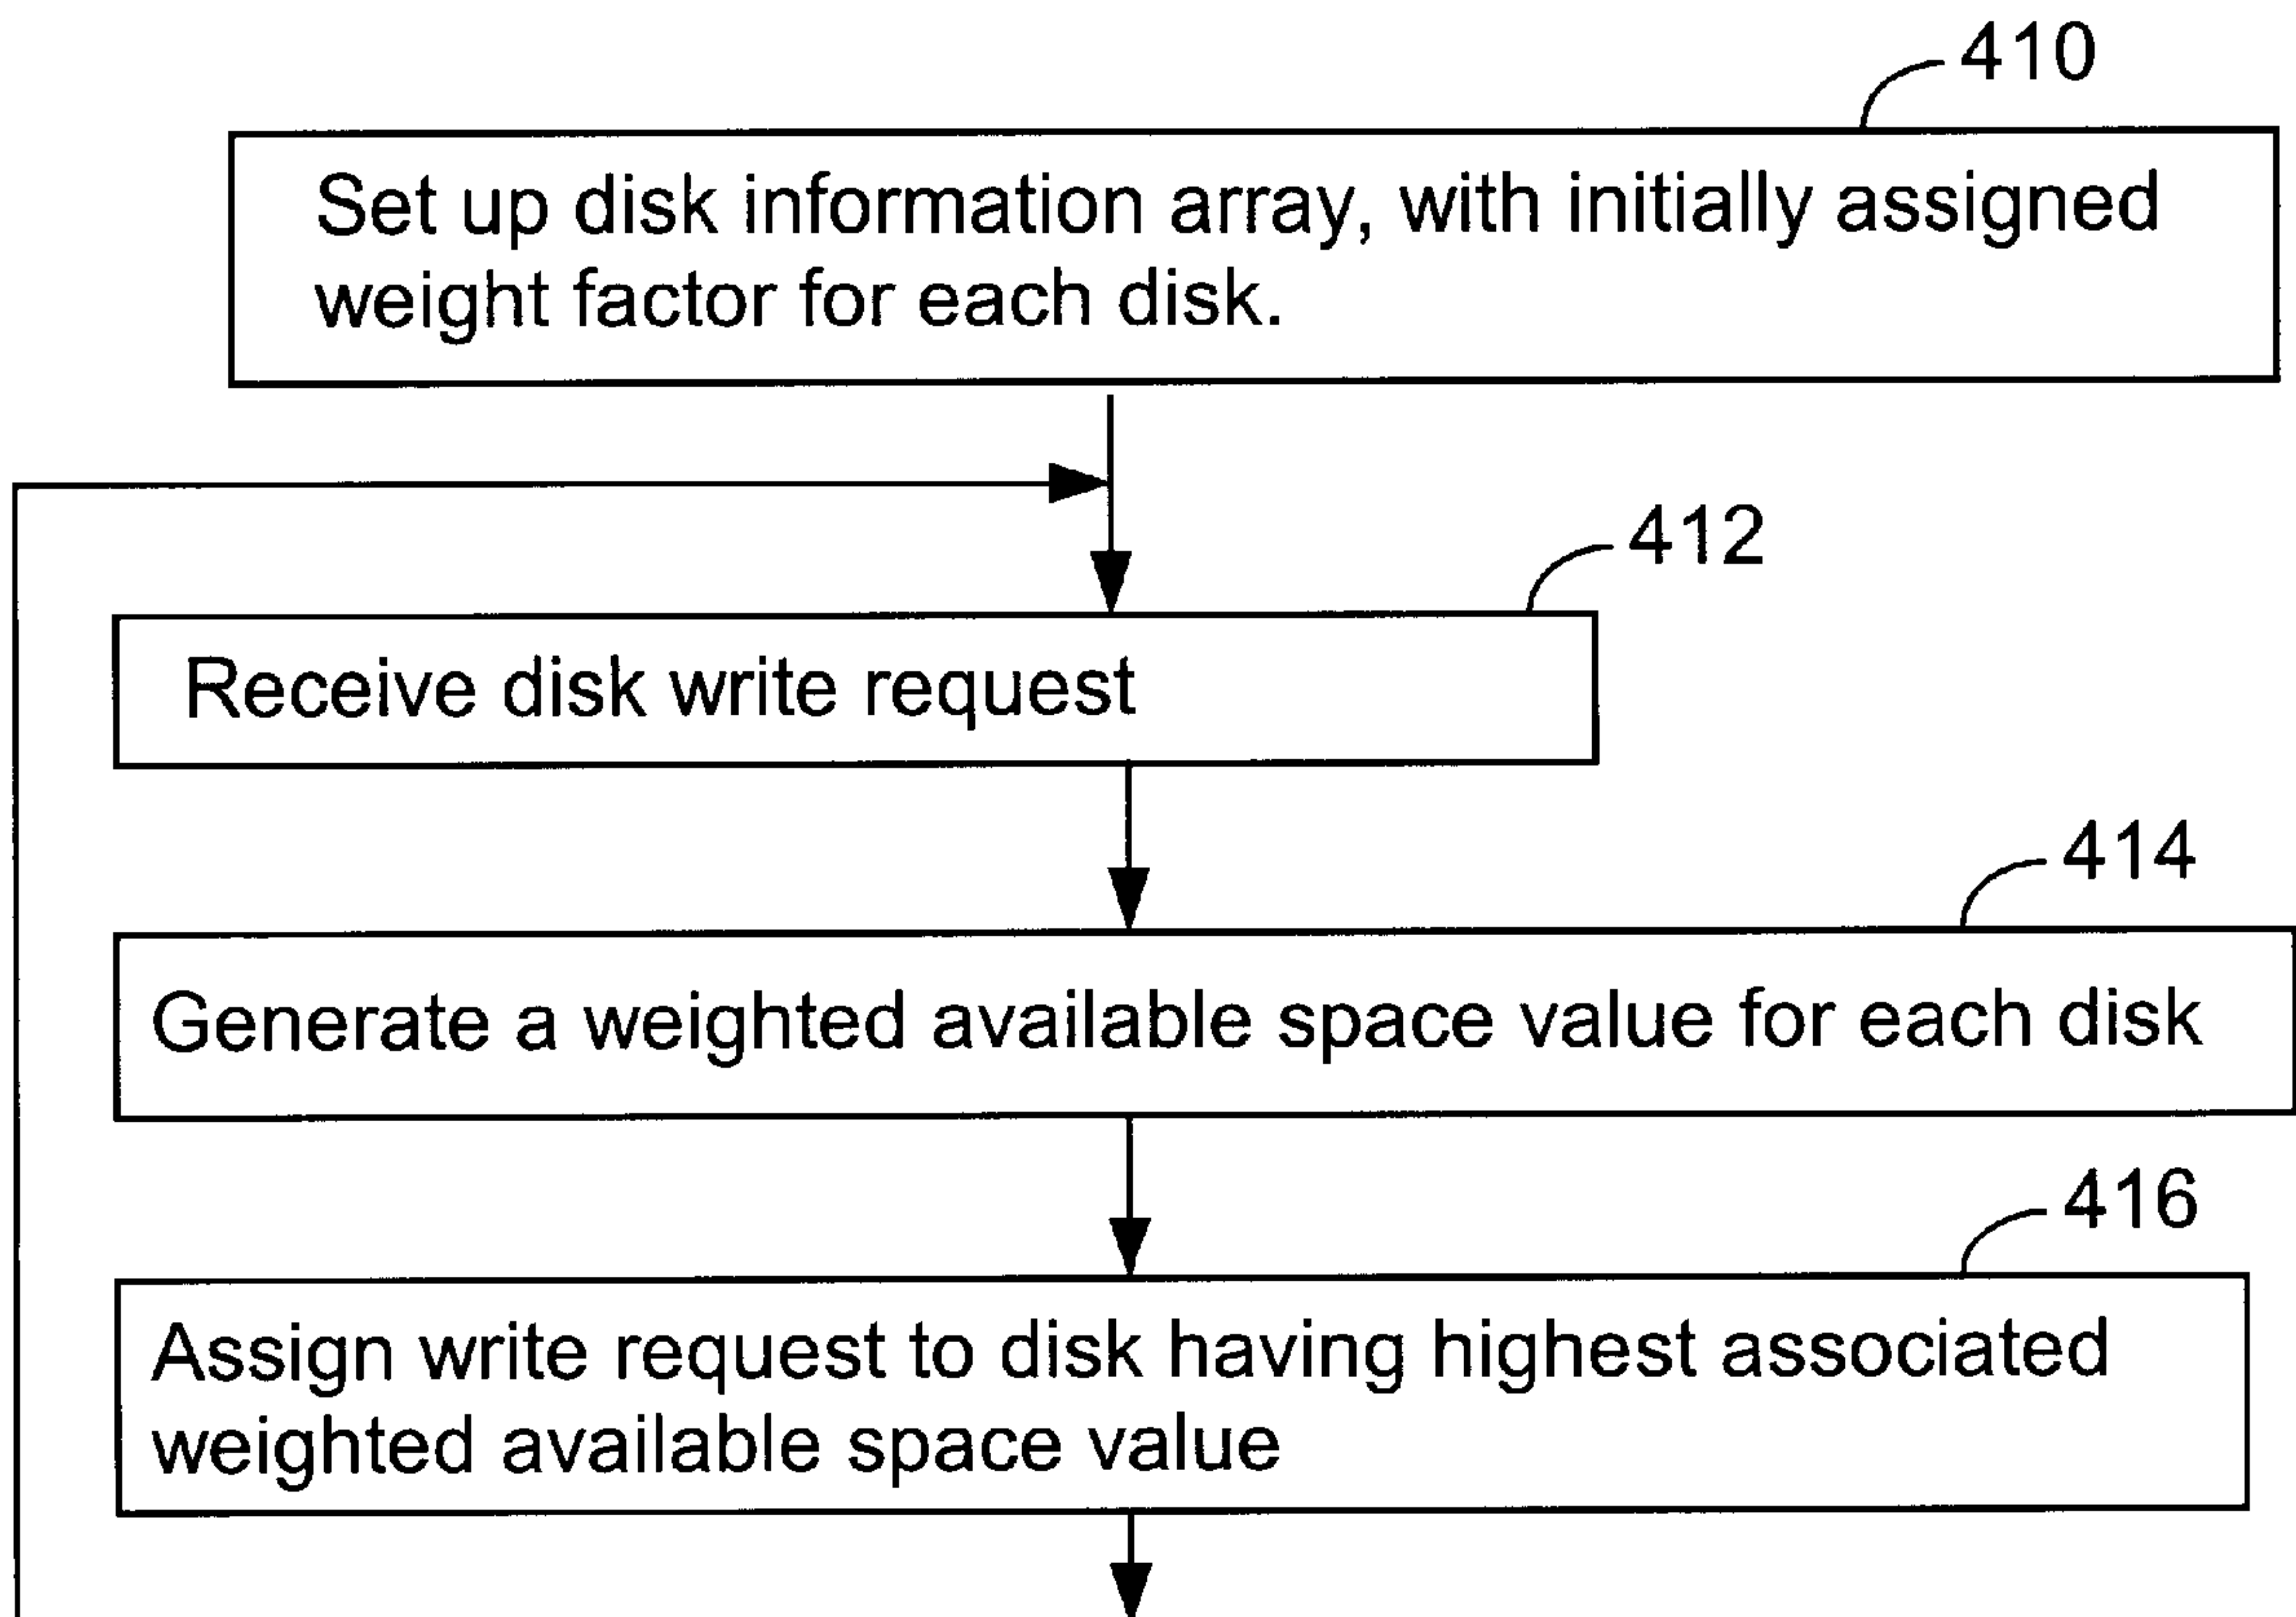 410
Set up disk information array, with initially assigned
weight factor for each disk.
412
Receive disk write request
414
Generate a weighted available space value for each disk
416
Assign write request to disk having highest associated
weighted available space value